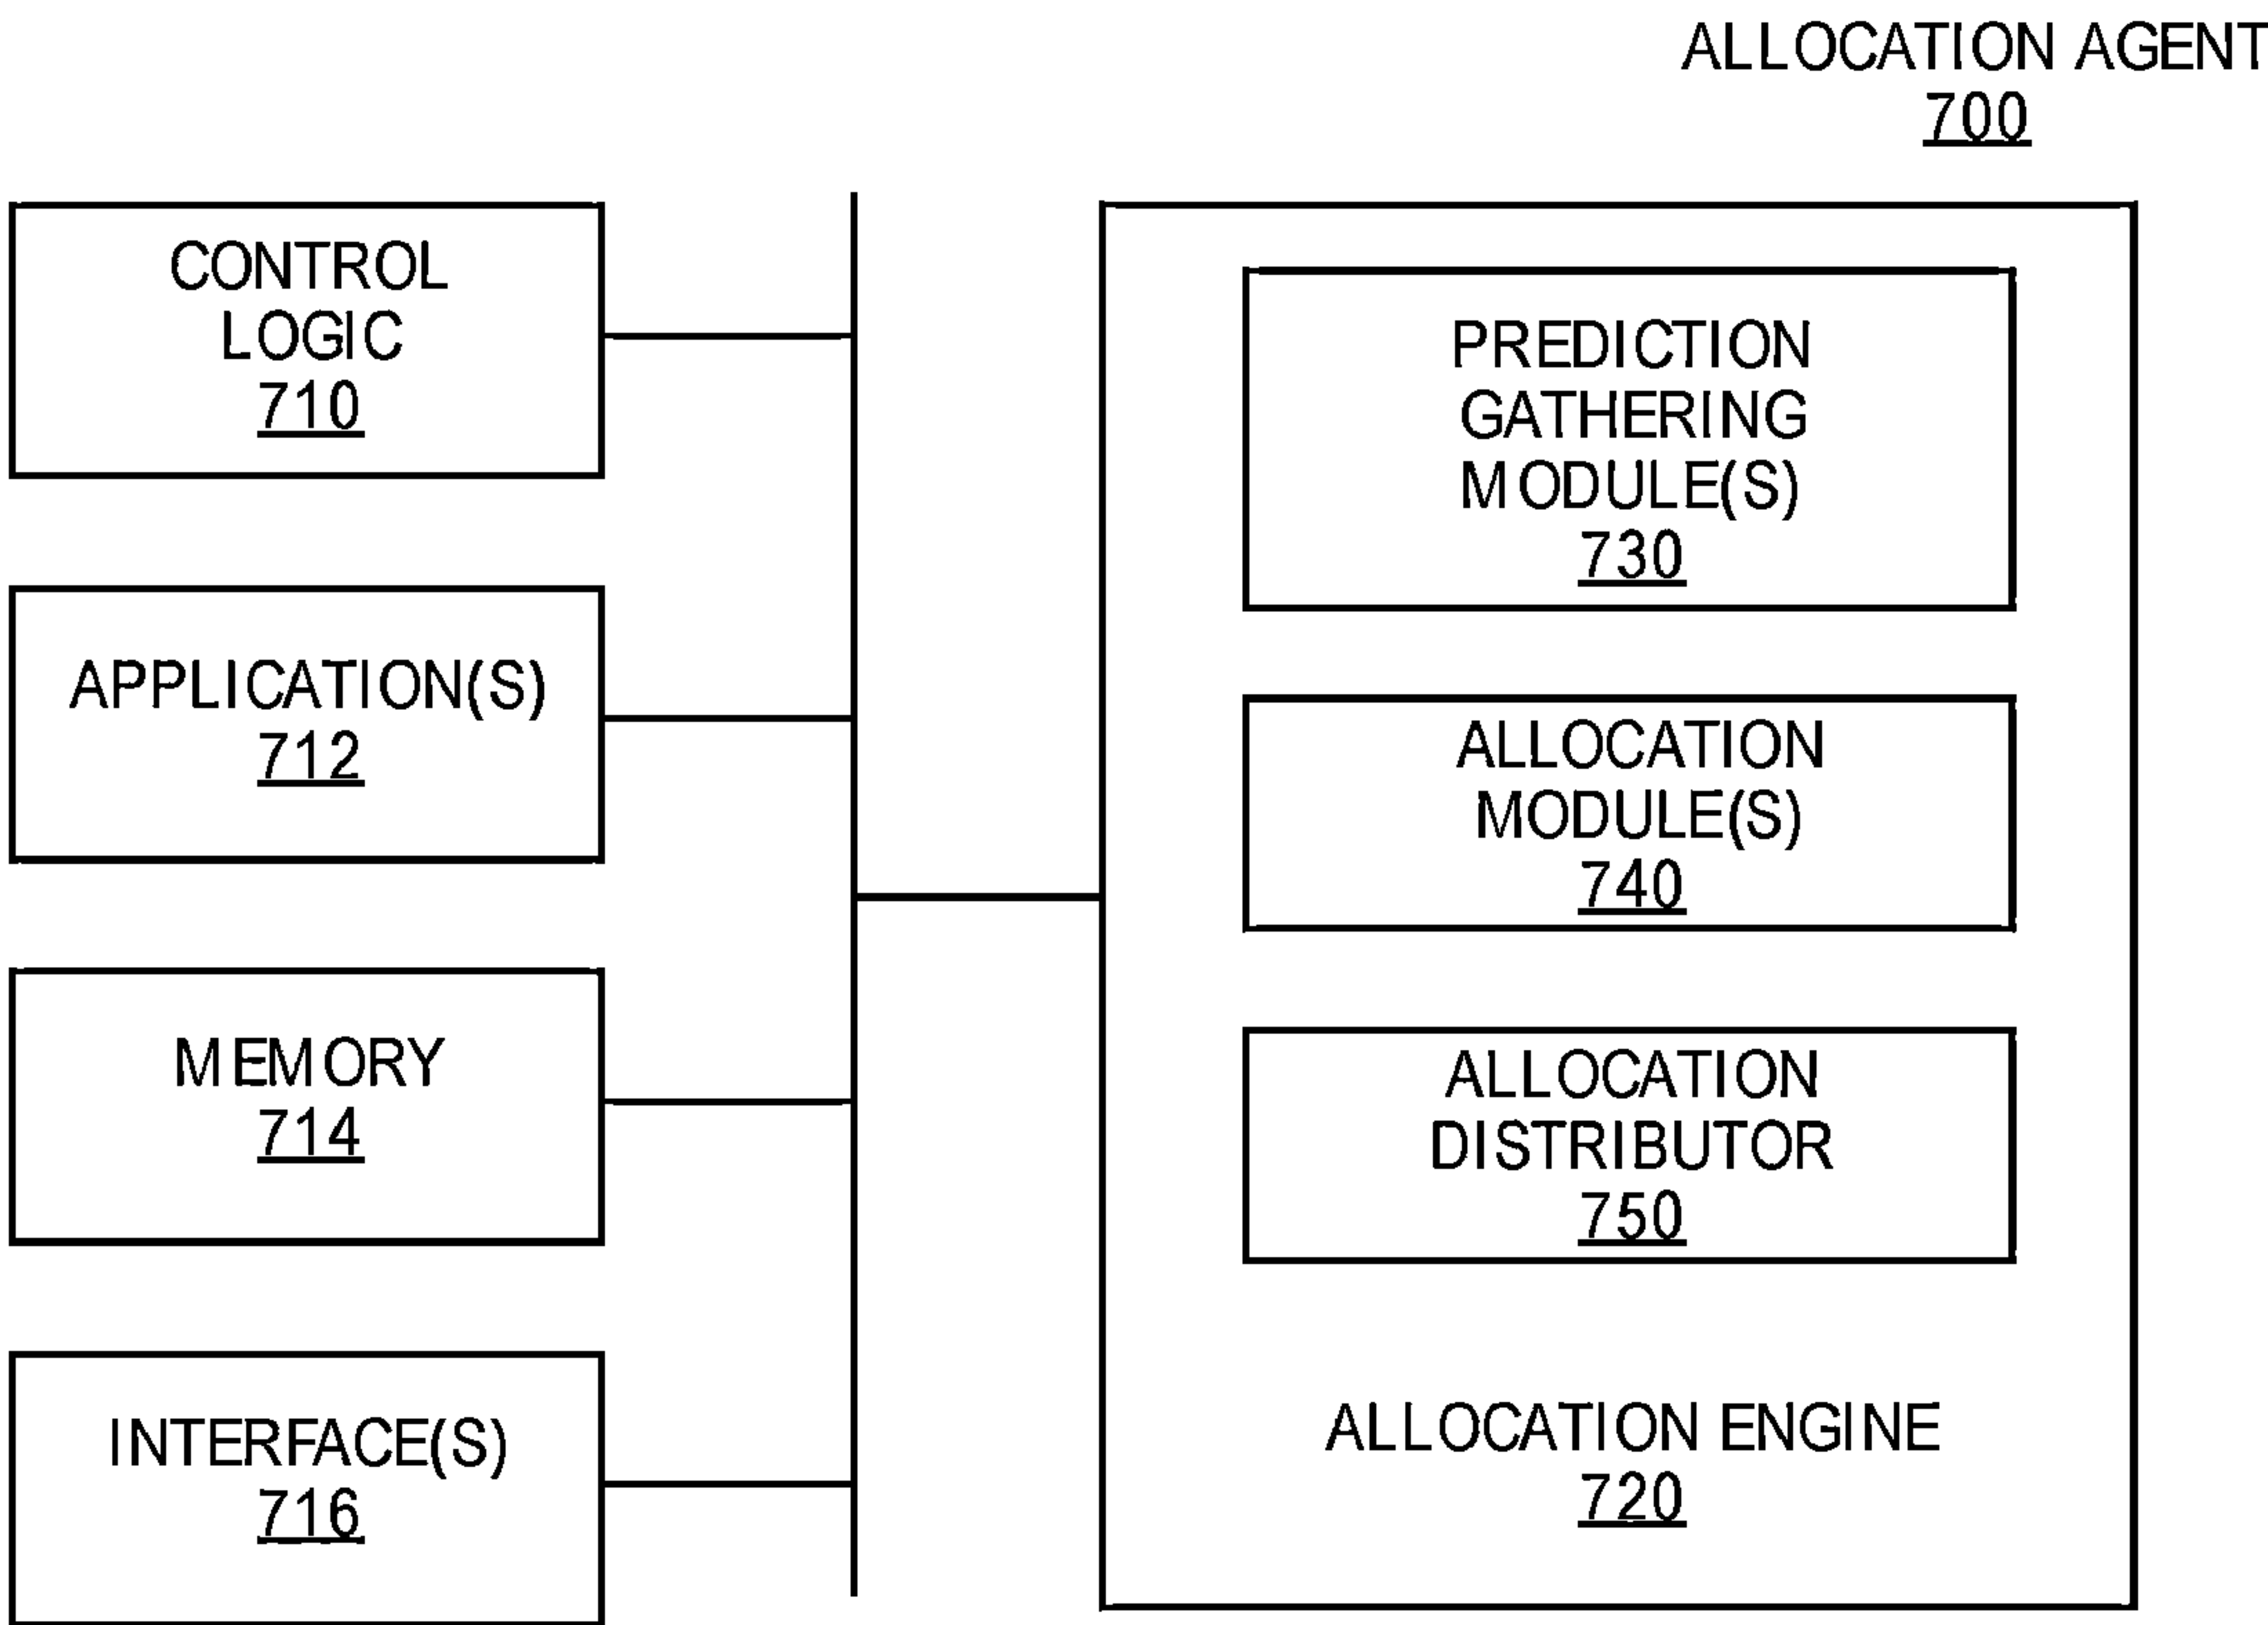 ALLOCATION AGENT
700
CONTROL
LOGIC
710
APPLICATION(S)
712
MEMORY
714
INTERFACE(S)
716
PREDICTION
GATHERING
MODULE(S)
730
ALLOCATION
MODULE(S)
740
ALLOCATION
DISTRIBUTOR
750
ALLOCATION ENGINE
720